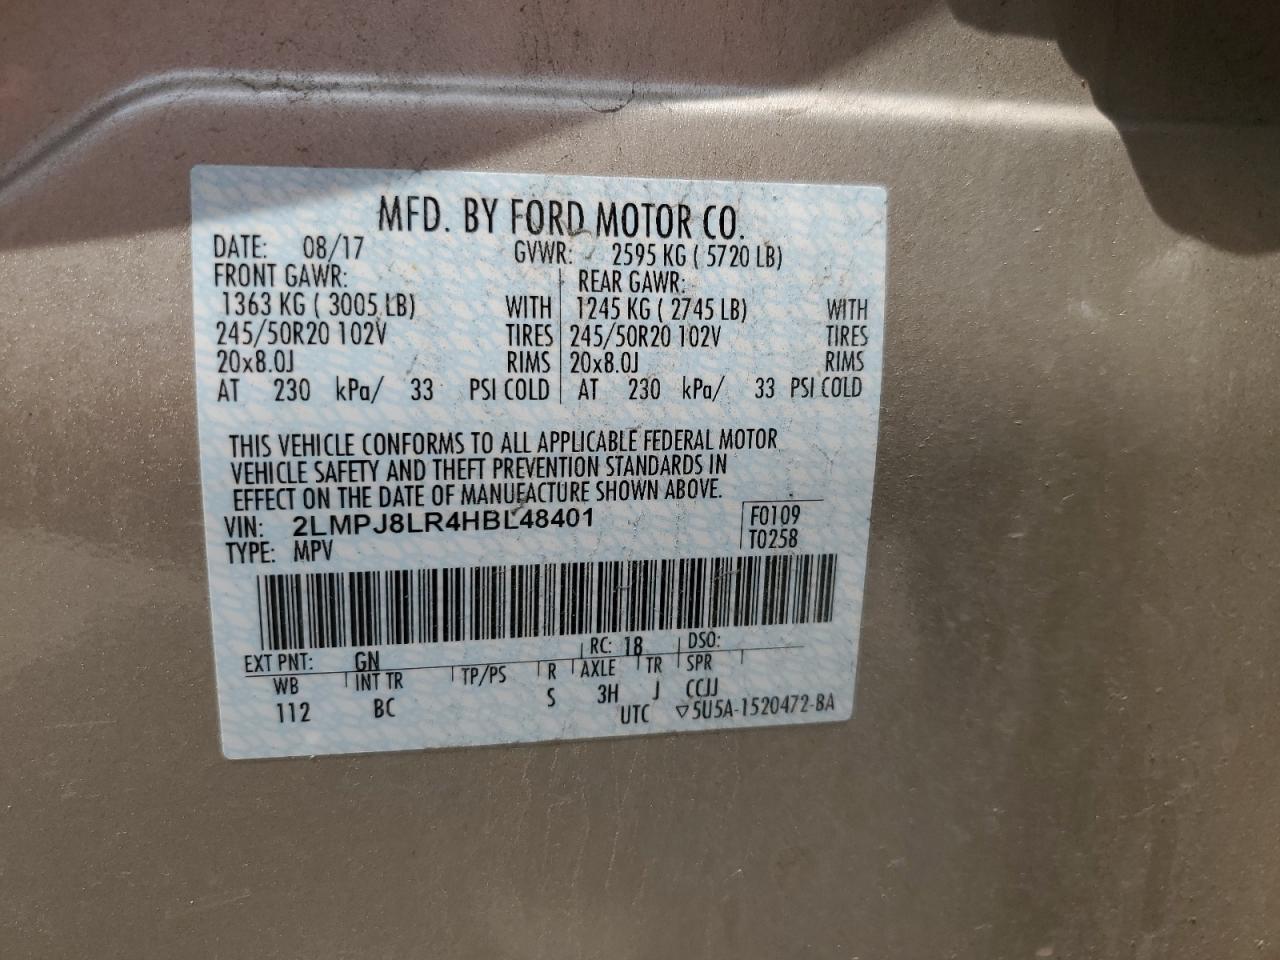 MFD. BY FORD MOTOR CO.
DATE: 08/17 GVWR: 2595 KG ( 5720 LB)
FRONT GAWR: REAR GAWR:
1363 KG ( 3005 LB) WITH 1245 KG ( 2745 LB) WITH
245/50R20 102V TIRES 245/50R20 102V TIRES
20x8.0J RIMS 20x8.0J RIMS
AT 230 kPa/ 33 PSI COLD AT 230 kPa/ 33 PSI COLD
THIS VEHICLE CONFORMS TO ALL APPLICABLE FEDERAL MOTOR
VEHICLE SAFETY AND THEFT PREVENTION STANDARDS IN
EFFECT ON THE DATE OF MANUFACTURE SHOWN ABOVE.
VIN: 2LMPJ8LR4HBL48401 F0109
TYPE: MPV T0258
RC: 18 DSO:
EXT PNT: GN
WB INT TR TP/PS R AXLE TR SPR
112 BC S 3H J CCJJ
UTC ▽5U5A-1520472-BA